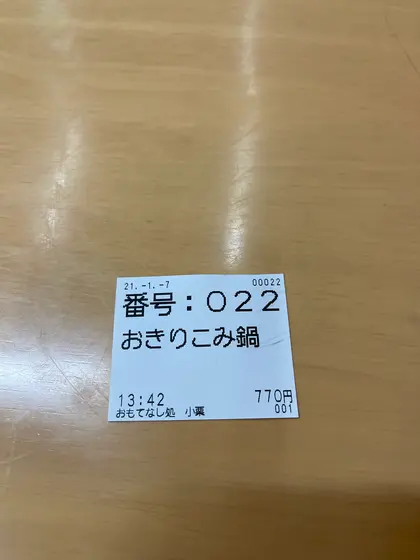 21.-1.-7 00022
番号：022
おきりこみ鍋
13:42 770円
おもてなし処 小栗 001